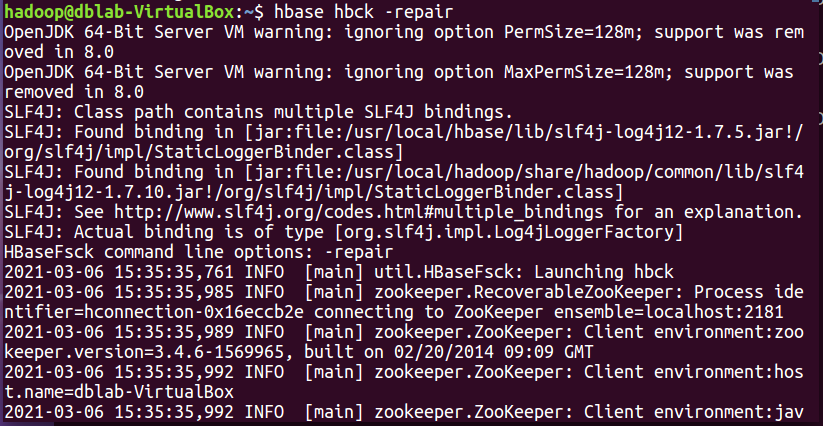 hadoop@dblab-VirtualBox:~$ hbase hbck -repair
OpenJDK 64-Bit Server VM warning: ignoring option PermSize=128m; support was rem
oved in 8.0
OpenJDK 64-Bit Server VM warning: ignoring option MaxPermSize=128m; support was 
removed in 8.0
SLF4J: Class path contains multiple SLF4J bindings.
SLF4J: Found binding in [jar:file:/usr/local/hbase/lib/slf4j-log4j12-1.7.5.jar!/
org/slf4j/impl/StaticLoggerBinder.class]
SLF4J: Found binding in [jar:file:/usr/local/hadoop/share/hadoop/common/lib/slf4
j-log4j12-1.7.10.jar!/org/slf4j/impl/StaticLoggerBinder.class]
SLF4J: See http://www.slf4j.org/codes.html#multiple_bindings for an explanation.
SLF4J: Actual binding is of type [org.slf4j.impl.Log4jLoggerFactory]
HBaseFsck command line options: -repair
2021-03-06 15:35:35,761 INFO  [main] util.HBaseFsck: Launching hbck
2021-03-06 15:35:35,985 INFO  [main] zookeeper.RecoverableZooKeeper: Process ide
ntifier=hconnection-0x16eccb2e connecting to ZooKeeper ensemble=localhost:2181
2021-03-06 15:35:35,989 INFO  [main] zookeeper.ZooKeeper: Client environment:zoo
keeper.version=3.4.6-1569965, built on 02/20/2014 09:09 GMT
2021-03-06 15:35:35,992 INFO  [main] zookeeper.ZooKeeper: Client environment:hos
t.name=dblab-VirtualBox
2021-03-06 15:35:35,992 INFO  [main] zookeeper.ZooKeeper: Client environment:jav